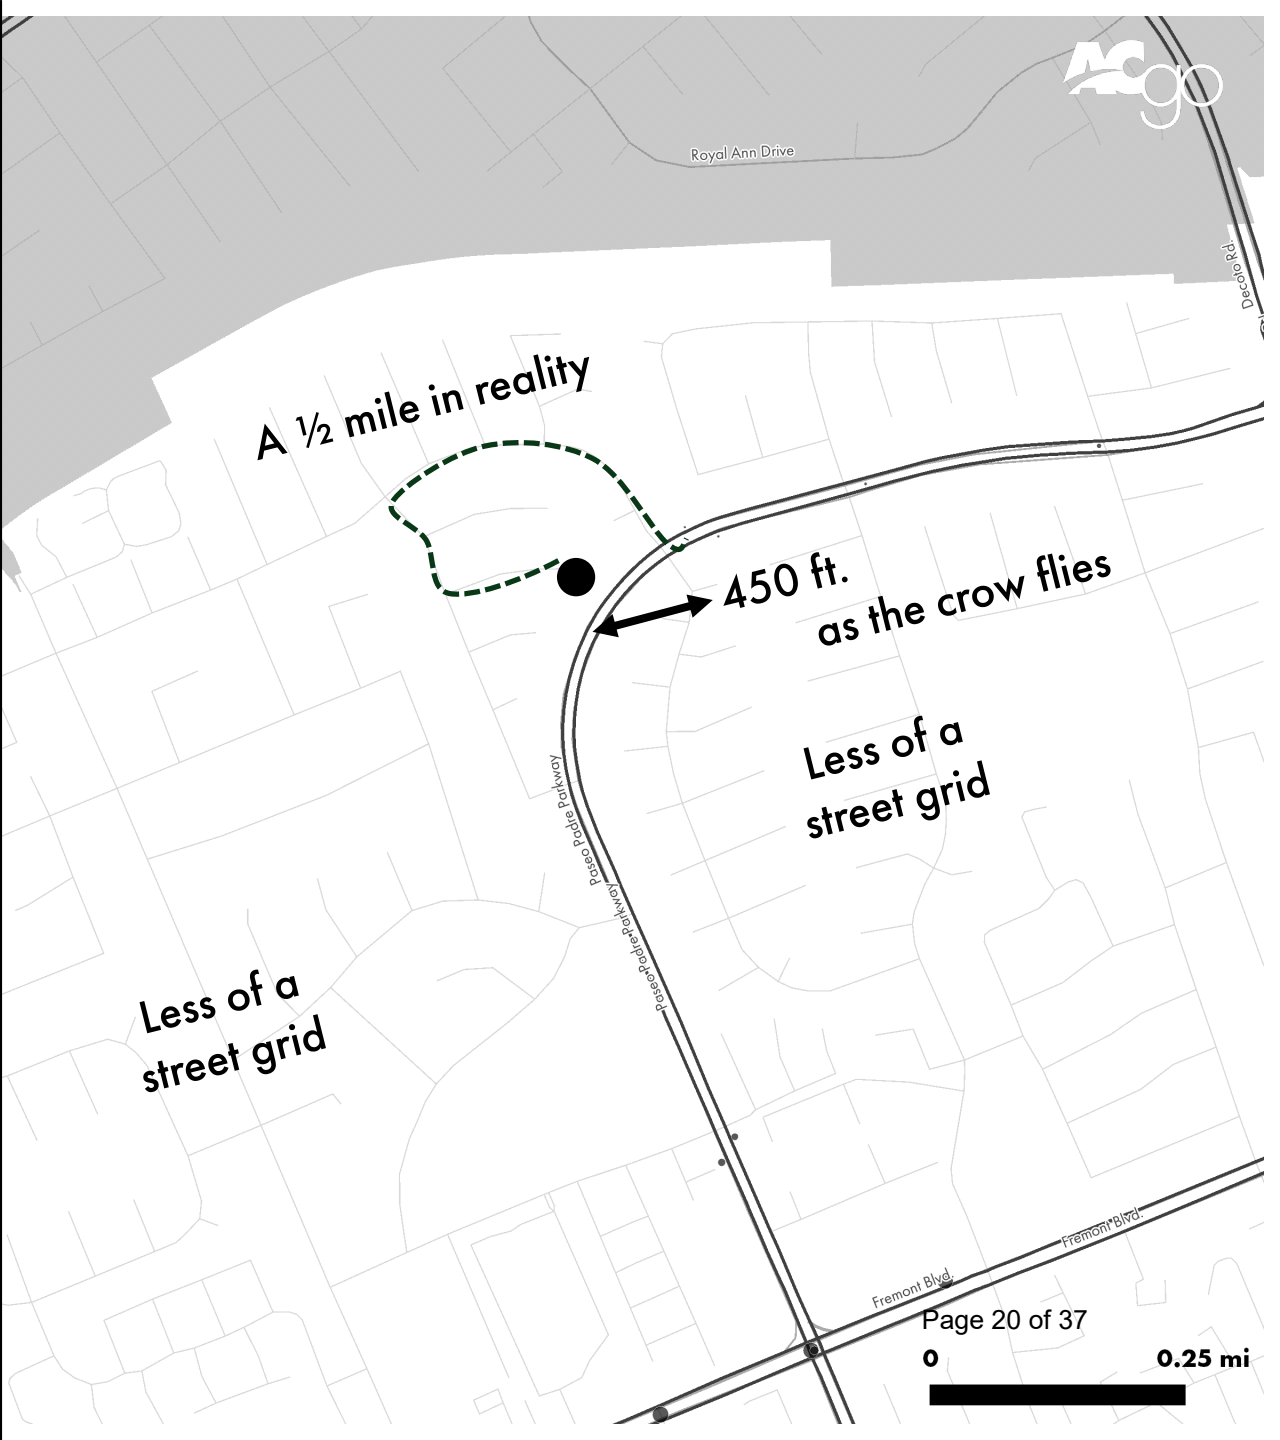 ACgo
Royal Ann Drive
Decoto Rd.
A ½ mile in reality
450 ft.
as the crow flies
Less of a
street grid
Paseo Padre Parkway
Paseo Padre Parkway
Less of a
street grid
Fremont Blvd.
Fremont Blvd.
Page 20 of 37
0 0.25 mi